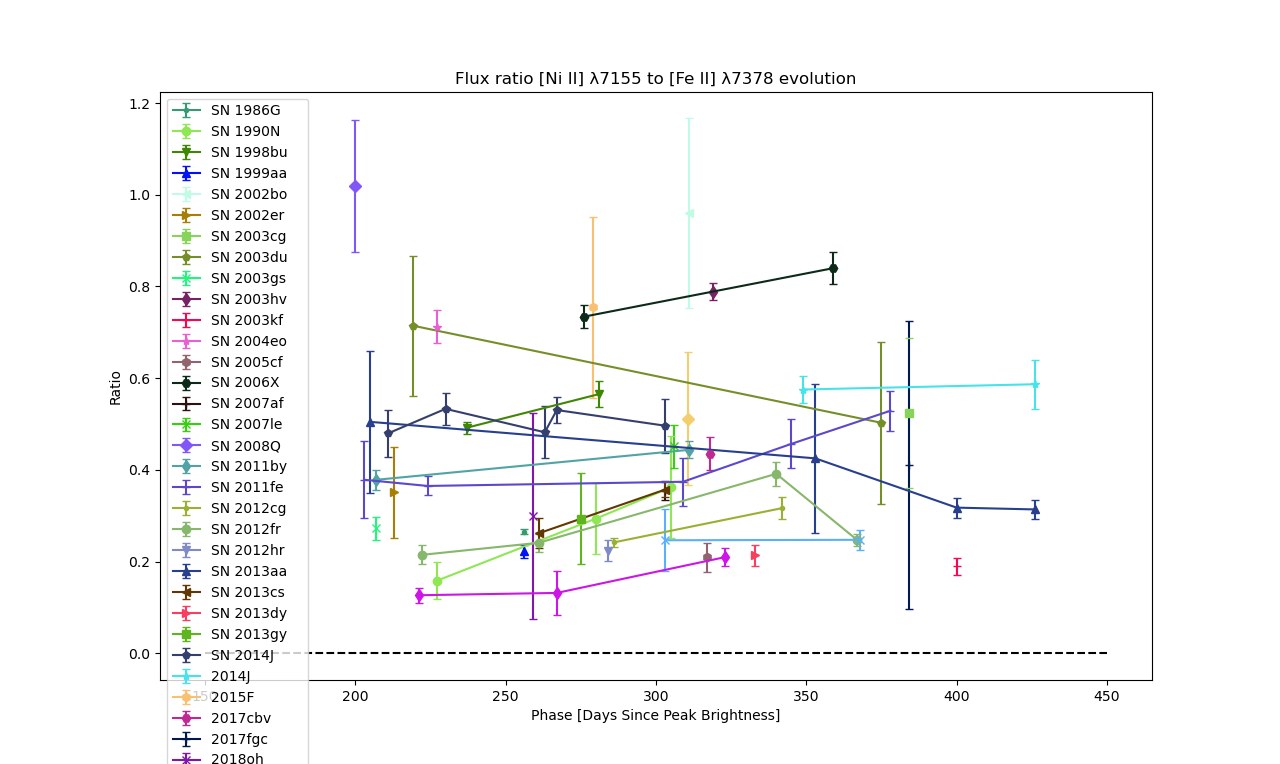 Flux ratio [Ni II] λ7155 to [Fe II] λ7378 evolution
Ratio
1.2
1.0
0.8
0.6
0.4
0.2
0.0
SN 1986G
SN 1990N
SN 1998bu
SN 1999aa
SN 2002bo
SN 2002er
SN 2003cg
SN 2003du
SN 2003gs
SN 2003hv
SN 2003kf
SN 2004eo
SN 2005cf
SN 2006X
SN 2007af
SN 2007le
SN 2008Q
SN 2011by
SN 2011fe
SN 2012cg
SN 2012fr
SN 2012hr
SN 2013aa
SN 2013cs
SN 2013dy
SN 2013gy
SN 2014J
2014J
2015F
2017cbv
2017fgc
2018oh
150 200 250 300 350 400 450
Phase [Days Since Peak Brightness]